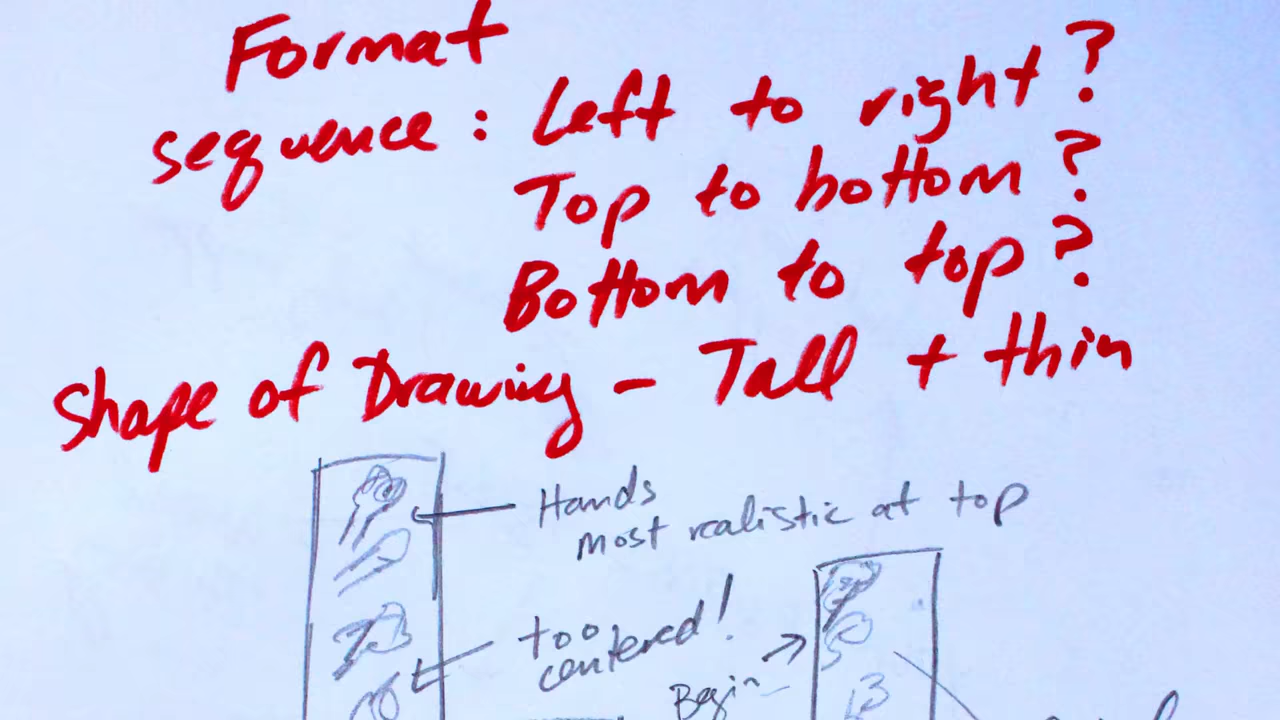 Format
sequence: Left to right?
Top to bottom?
Bottom to top?
Shape of Drawing - Tall + thin
Hands
most realistic at top
too
centered!
Begin